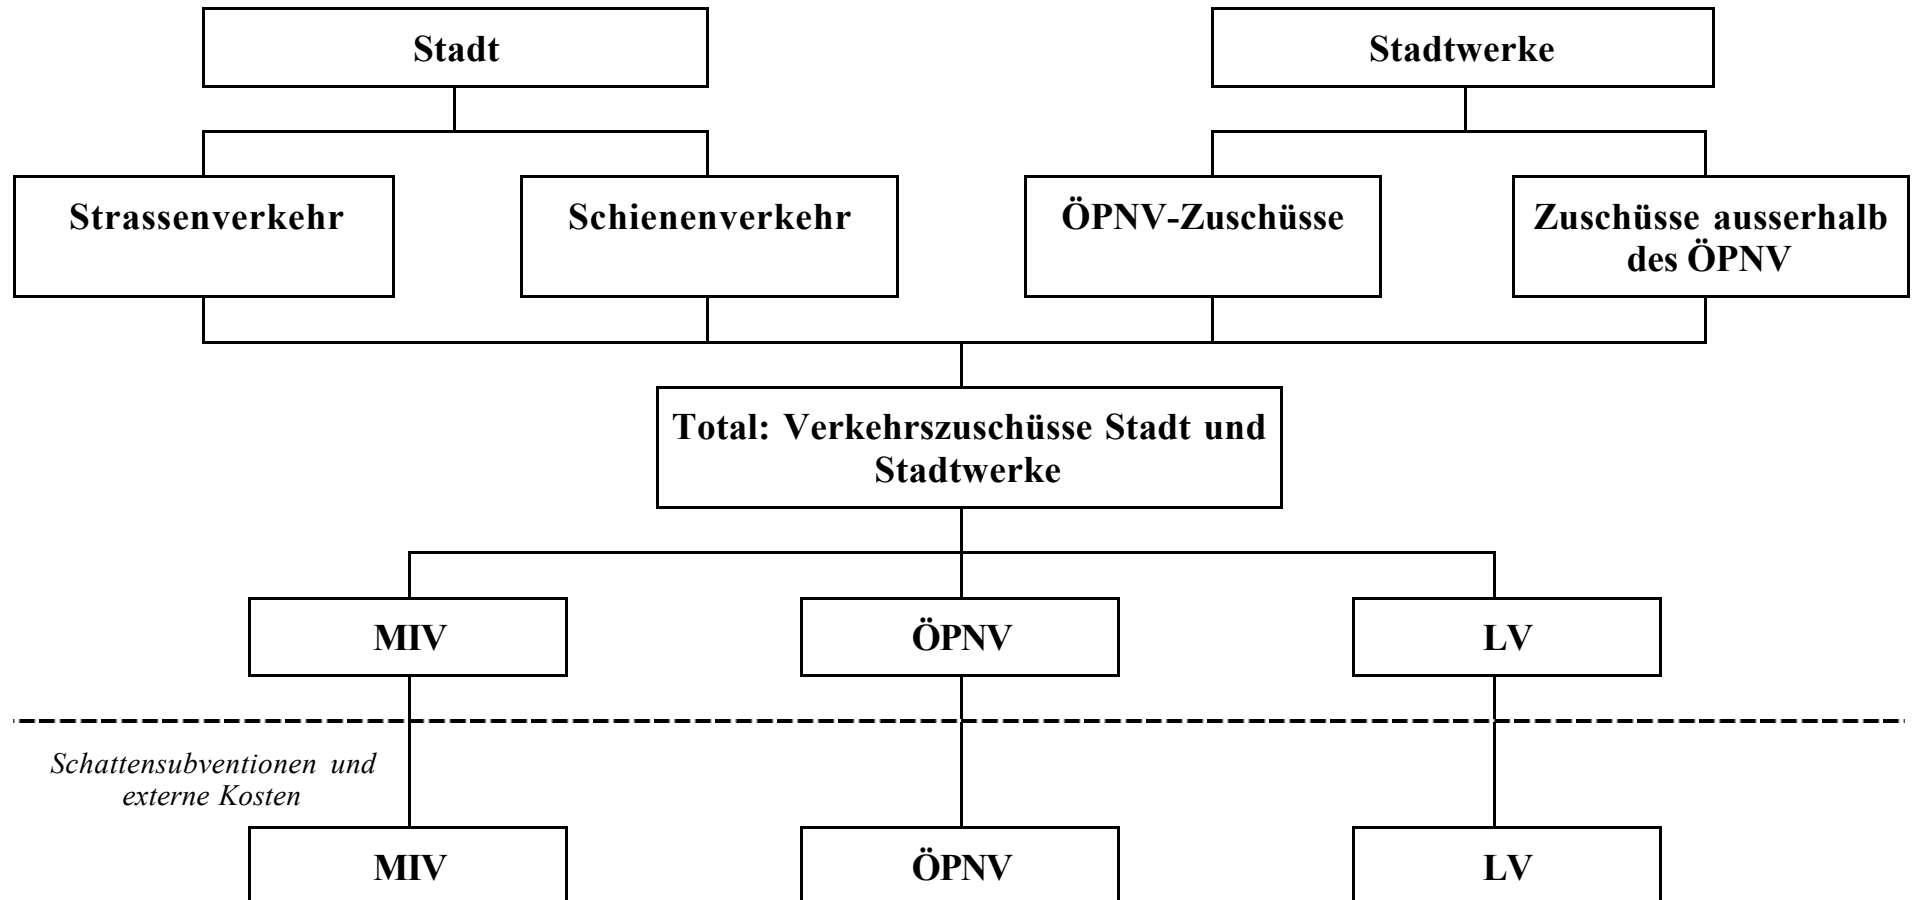 Stadt
Stadtwerke
Strassenverkehr
Schienenverkehr
ÖPNV-Zuschüsse
Zuschüsse ausserhalb
des ÖPNV
Total: Verkehrszuschüsse Stadt und
Stadtwerke
MIV
ÖPNV
LV
Schattensubventionen und
externe Kosten
MIV
ÖPNV
LV